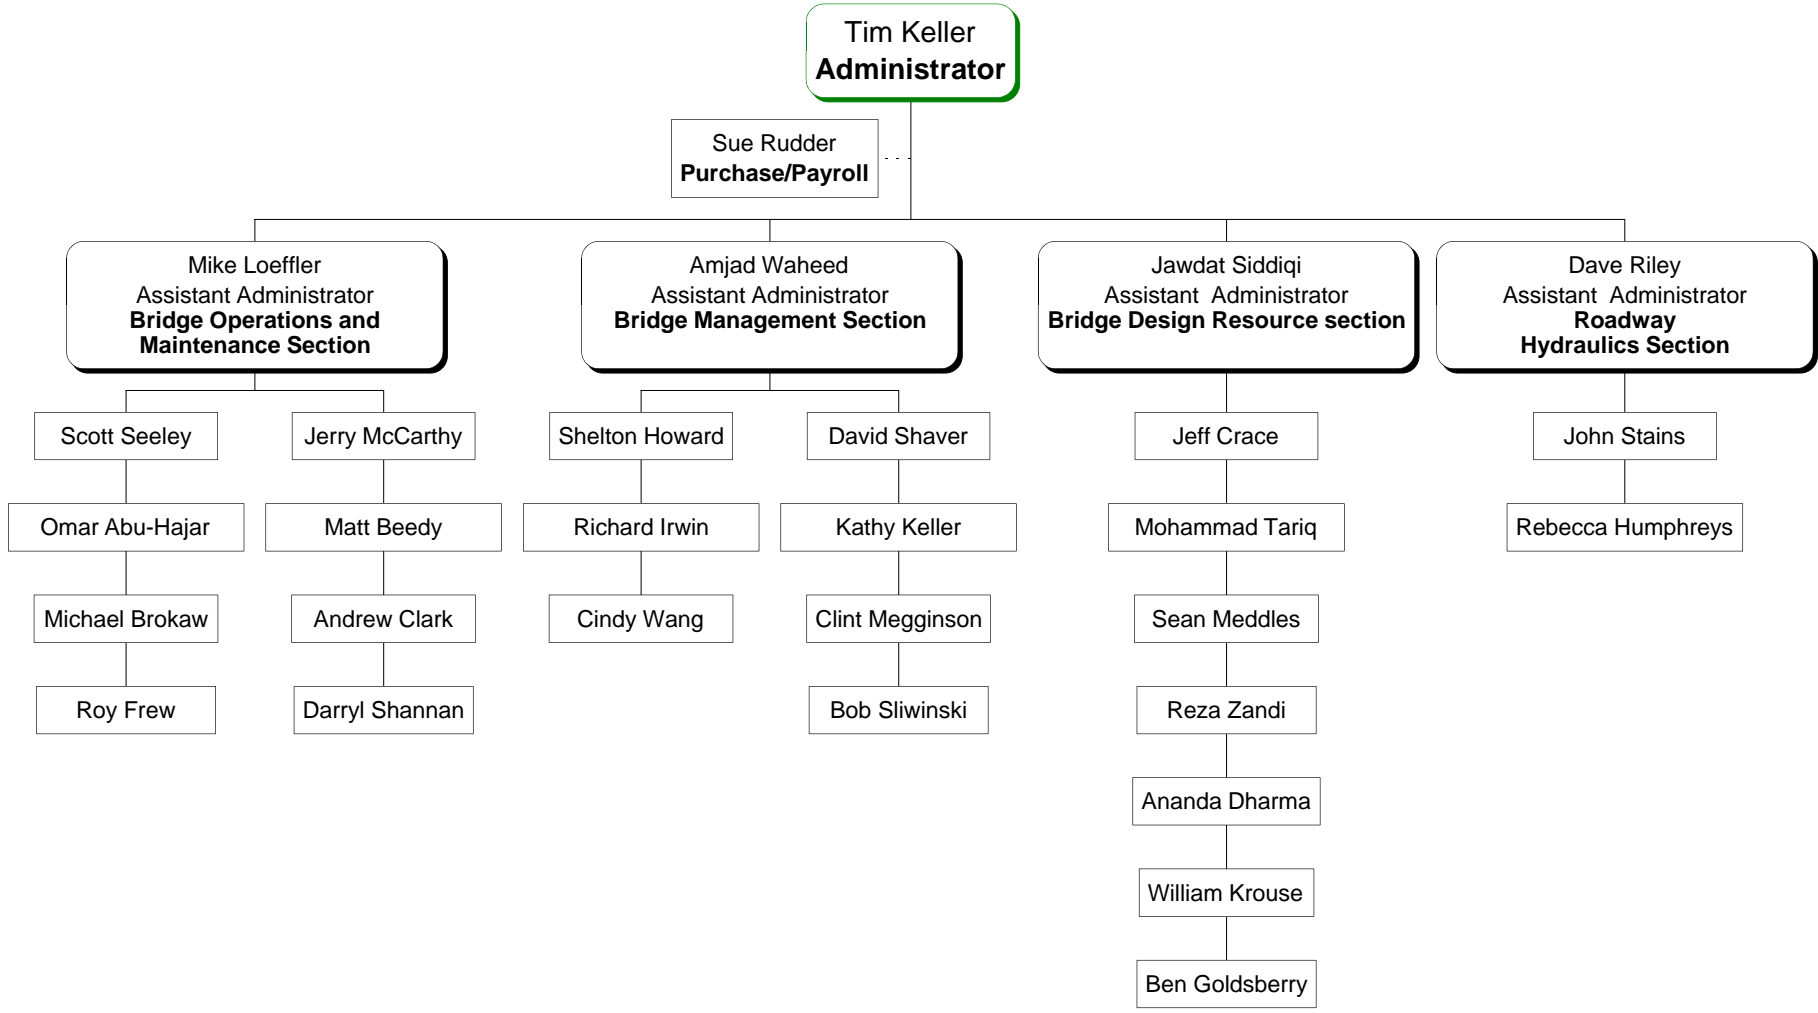 Tim Keller
Administrator
Sue Rudder
Purchase/Payroll
Mike Loeffler
Assistant Administrator
Bridge Operations and
Maintenance Section
Amjad Waheed
Assistant Administrator
Bridge Management Section
Jawdat Siddiqi
Assistant Administrator
Bridge Design Resource section
Dave Riley
Assistant Administrator
Roadway
Hydraulics Section
Scott Seeley
Jerry McCarthy
Shelton Howard
David Shaver
Jeff Crace
John Stains
Omar Abu-Hajar
Matt Beedy
Richard Irwin
Kathy Keller
Mohammad Tariq
Rebecca Humphreys
Michael Brokaw
Andrew Clark
Cindy Wang
Clint Megginson
Sean Meddles
Roy Frew
Darryl Shannan
Bob Sliwinski
Reza Zandi
Ananda Dharma
William Krouse
Ben Goldsberry